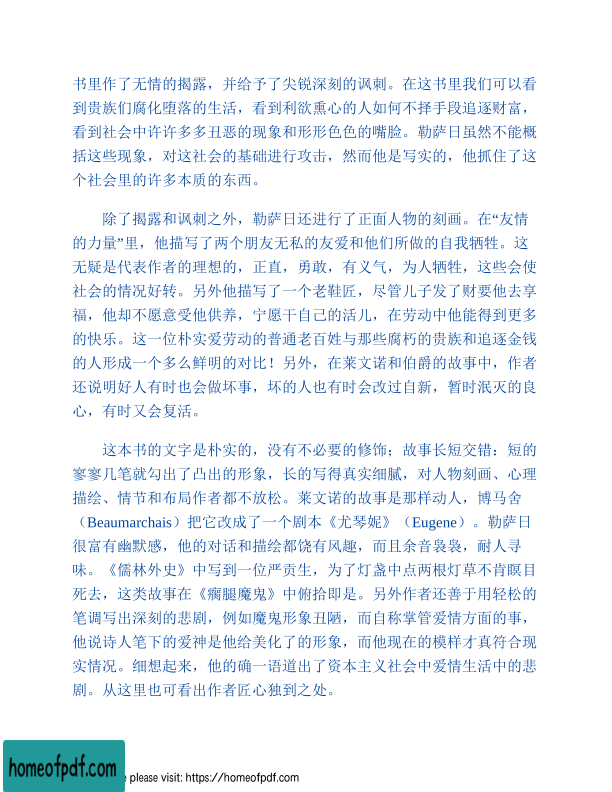 书里作了无情的揭露，并给予了尖锐深刻的讽刺。在这书里我们可以看
到贵族们腐化堕落的生活，看到利欲熏心的人如何不择手段追逐财富，
看到社会中许许多多丑恶的现象和形形色色的嘴脸。勒萨日虽然不能概
括这些现象，对这社会的基础进行攻击，然而他是写实的，他抓住了这
个社会里的许多本质的东西。
除了揭露和讽刺之外，勒萨日还进行了正面人物的刻画。在“友情
的力量”里，他描写了两个朋友无私的友爱和他们所做的自我牺牲。这
无疑是代表作者的理想的，正直，勇敢，有义气，为人牺牲，这些会使
社会的情况好转。另外他描写了一个老鞋匠，尽管儿子发了财要他去享
福，他却不愿意受他供养，宁愿干自己的活儿，在劳动中他能得到更多
的快乐。这一位朴实爱劳动的普通老百姓与那些腐朽的贵族和追逐金钱
的人形成一个多么鲜明的对比！另外，在莱文诺和伯爵的故事中，作者
还说明好人有时也会做坏事，坏的人也有时会改过自新，暂时泯灭的良
心，有时又会复活。
这本书的文字是朴实的，没有不必要的修饰；故事长短交错：短的
寥寥几笔就勾出了凸出的形象，长的写得真实细腻，对人物刻画、心理
描绘、情节和布局作者都不放松。莱文诺的故事是那样动人，博马舍
（Beaumarchais）把它改成了一个剧本《尤琴妮》（Eugene）。勒萨日
很富有幽默感，他的对话和描绘都饶有风趣，而且余音袅袅，耐人寻
味。《儒林外史》中写到一位严贡生，为了灯盏中点两根灯草不肯瞑目
死去，这类故事在《瘸腿魔鬼》中俯拾即是。另外作者还善于用轻松的
笔调写出深刻的悲剧，例如魔鬼形象丑陋，而自称掌管爱情方面的事，
他说诗人笔下的爱神是他给美化了的形象，而他现在的模样才真符合现
实情况。细想起来，他的确一语道出了资本主义社会中爱情生活中的悲
剧。从这里也可看出作者匠心独到之处。
homeofpdf.com
e please visit: https://homeofpdf.com